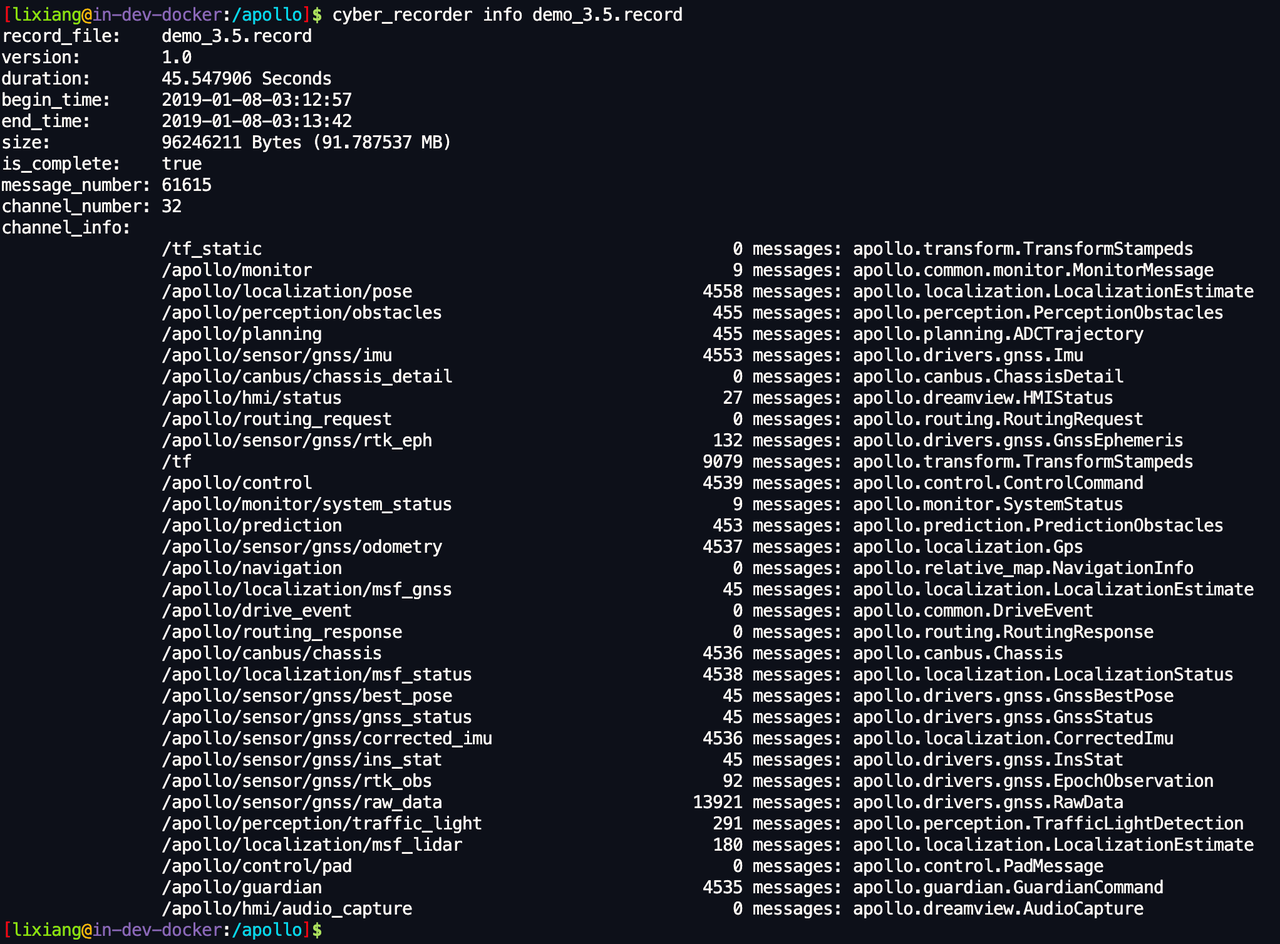 [lixiang@in-dev-docker:/apollo]$ cyber_recorder info demo_3.5.record
record_file:    demo_3.5.record
version:        1.0
duration:       45.547906 Seconds
begin_time:     2019-01-08-03:12:57
end_time:       2019-01-08-03:13:42
size:           96246211 Bytes (91.787537 MB)
is_complete:    true
message_number: 61615
channel_number: 32
channel_info:
/tf_static 0 messages: apollo.transform.TransformStampeds
/apollo/monitor 9 messages: apollo.common.monitor.MonitorMessage
/apollo/localization/pose 4558 messages: apollo.localization.LocalizationEstimate
/apollo/perception/obstacles 455 messages: apollo.perception.PerceptionObstacles
/apollo/planning 455 messages: apollo.planning.ADCTrajectory
/apollo/sensor/gnss/imu 4553 messages: apollo.drivers.gnss.Imu
/apollo/canbus/chassis_detail 0 messages: apollo.canbus.ChassisDetail
/apollo/hmi/status 27 messages: apollo.dreamview.HMIStatus
/apollo/routing_request 0 messages: apollo.routing.RoutingRequest
/apollo/sensor/gnss/rtk_eph 132 messages: apollo.drivers.gnss.GnssEphemeris
/tf 9079 messages: apollo.transform.TransformStampeds
/apollo/control 4539 messages: apollo.control.ControlCommand
/apollo/monitor/system_status 9 messages: apollo.monitor.SystemStatus
/apollo/prediction 453 messages: apollo.prediction.PredictionObstacles
/apollo/sensor/gnss/odometry 4537 messages: apollo.localization.Gps
/apollo/navigation 0 messages: apollo.relative_map.NavigationInfo
/apollo/localization/msf_gnss 45 messages: apollo.localization.LocalizationEstimate
/apollo/drive_event 0 messages: apollo.common.DriveEvent
/apollo/routing_response 0 messages: apollo.routing.RoutingResponse
/apollo/canbus/chassis 4536 messages: apollo.canbus.Chassis
/apollo/localization/msf_status 4538 messages: apollo.localization.LocalizationStatus
/apollo/sensor/gnss/best_pose 45 messages: apollo.drivers.gnss.GnssBestPose
/apollo/sensor/gnss/gnss_status 45 messages: apollo.drivers.gnss.GnssStatus
/apollo/sensor/gnss/corrected_imu 4536 messages: apollo.localization.CorrectedImu
/apollo/sensor/gnss/ins_stat 45 messages: apollo.drivers.gnss.InsStat
/apollo/sensor/gnss/rtk_obs 92 messages: apollo.drivers.gnss.EpochObservation
/apollo/sensor/gnss/raw_data 13921 messages: apollo.drivers.gnss.RawData
/apollo/perception/traffic_light 291 messages: apollo.perception.TrafficLightDetection
/apollo/localization/msf_lidar 180 messages: apollo.localization.LocalizationEstimate
/apollo/control/pad 0 messages: apollo.control.PadMessage
/apollo/guardian 4535 messages: apollo.guardian.GuardianCommand
/apollo/hmi/audio_capture 0 messages: apollo.dreamview.AudioCapture
[lixiang@in-dev-docker:/apollo]$